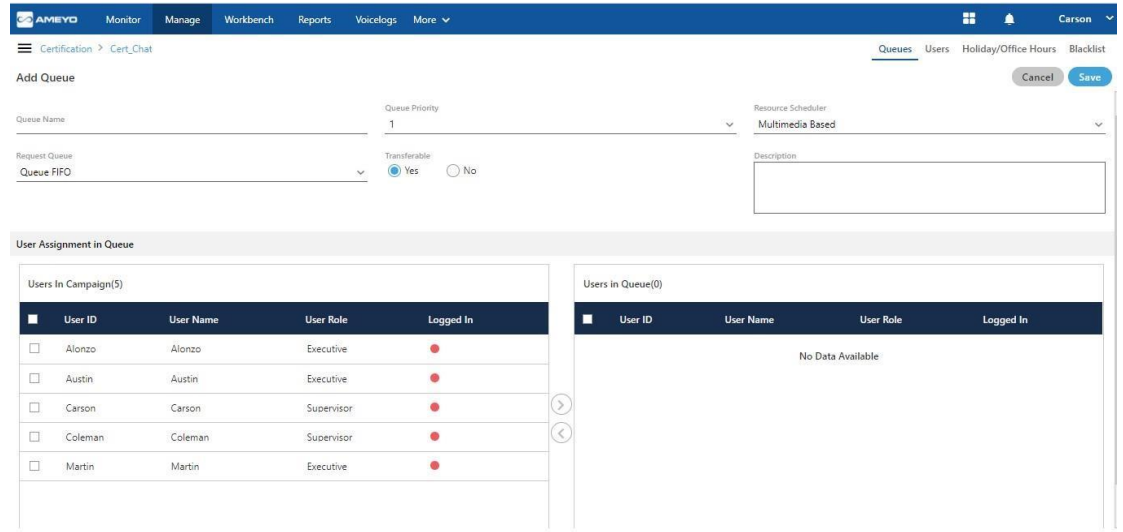 AMEYO Monitor Manage Workbench Reports Voicelogs More Carson
Certification > Cert_Chat Queues Users Holiday/Office Hours Blacklist
Add Queue Cancel Save
Queue Name Queue Priority Resource Scheduler
1 Multimedia Based
Request Queue Transferable Description
Queue FIFO Yes No
User Assignment in Queue
Users In Campaign(5) Users in Queue(0)
User ID User Name User Role Logged In User ID User Name User Role Logged In
Alonzo Alonzo Executive No Data Available
Austin Austin Executive
Carson Carson Supervisor
Coleman Coleman Supervisor
Martin Martin Executive